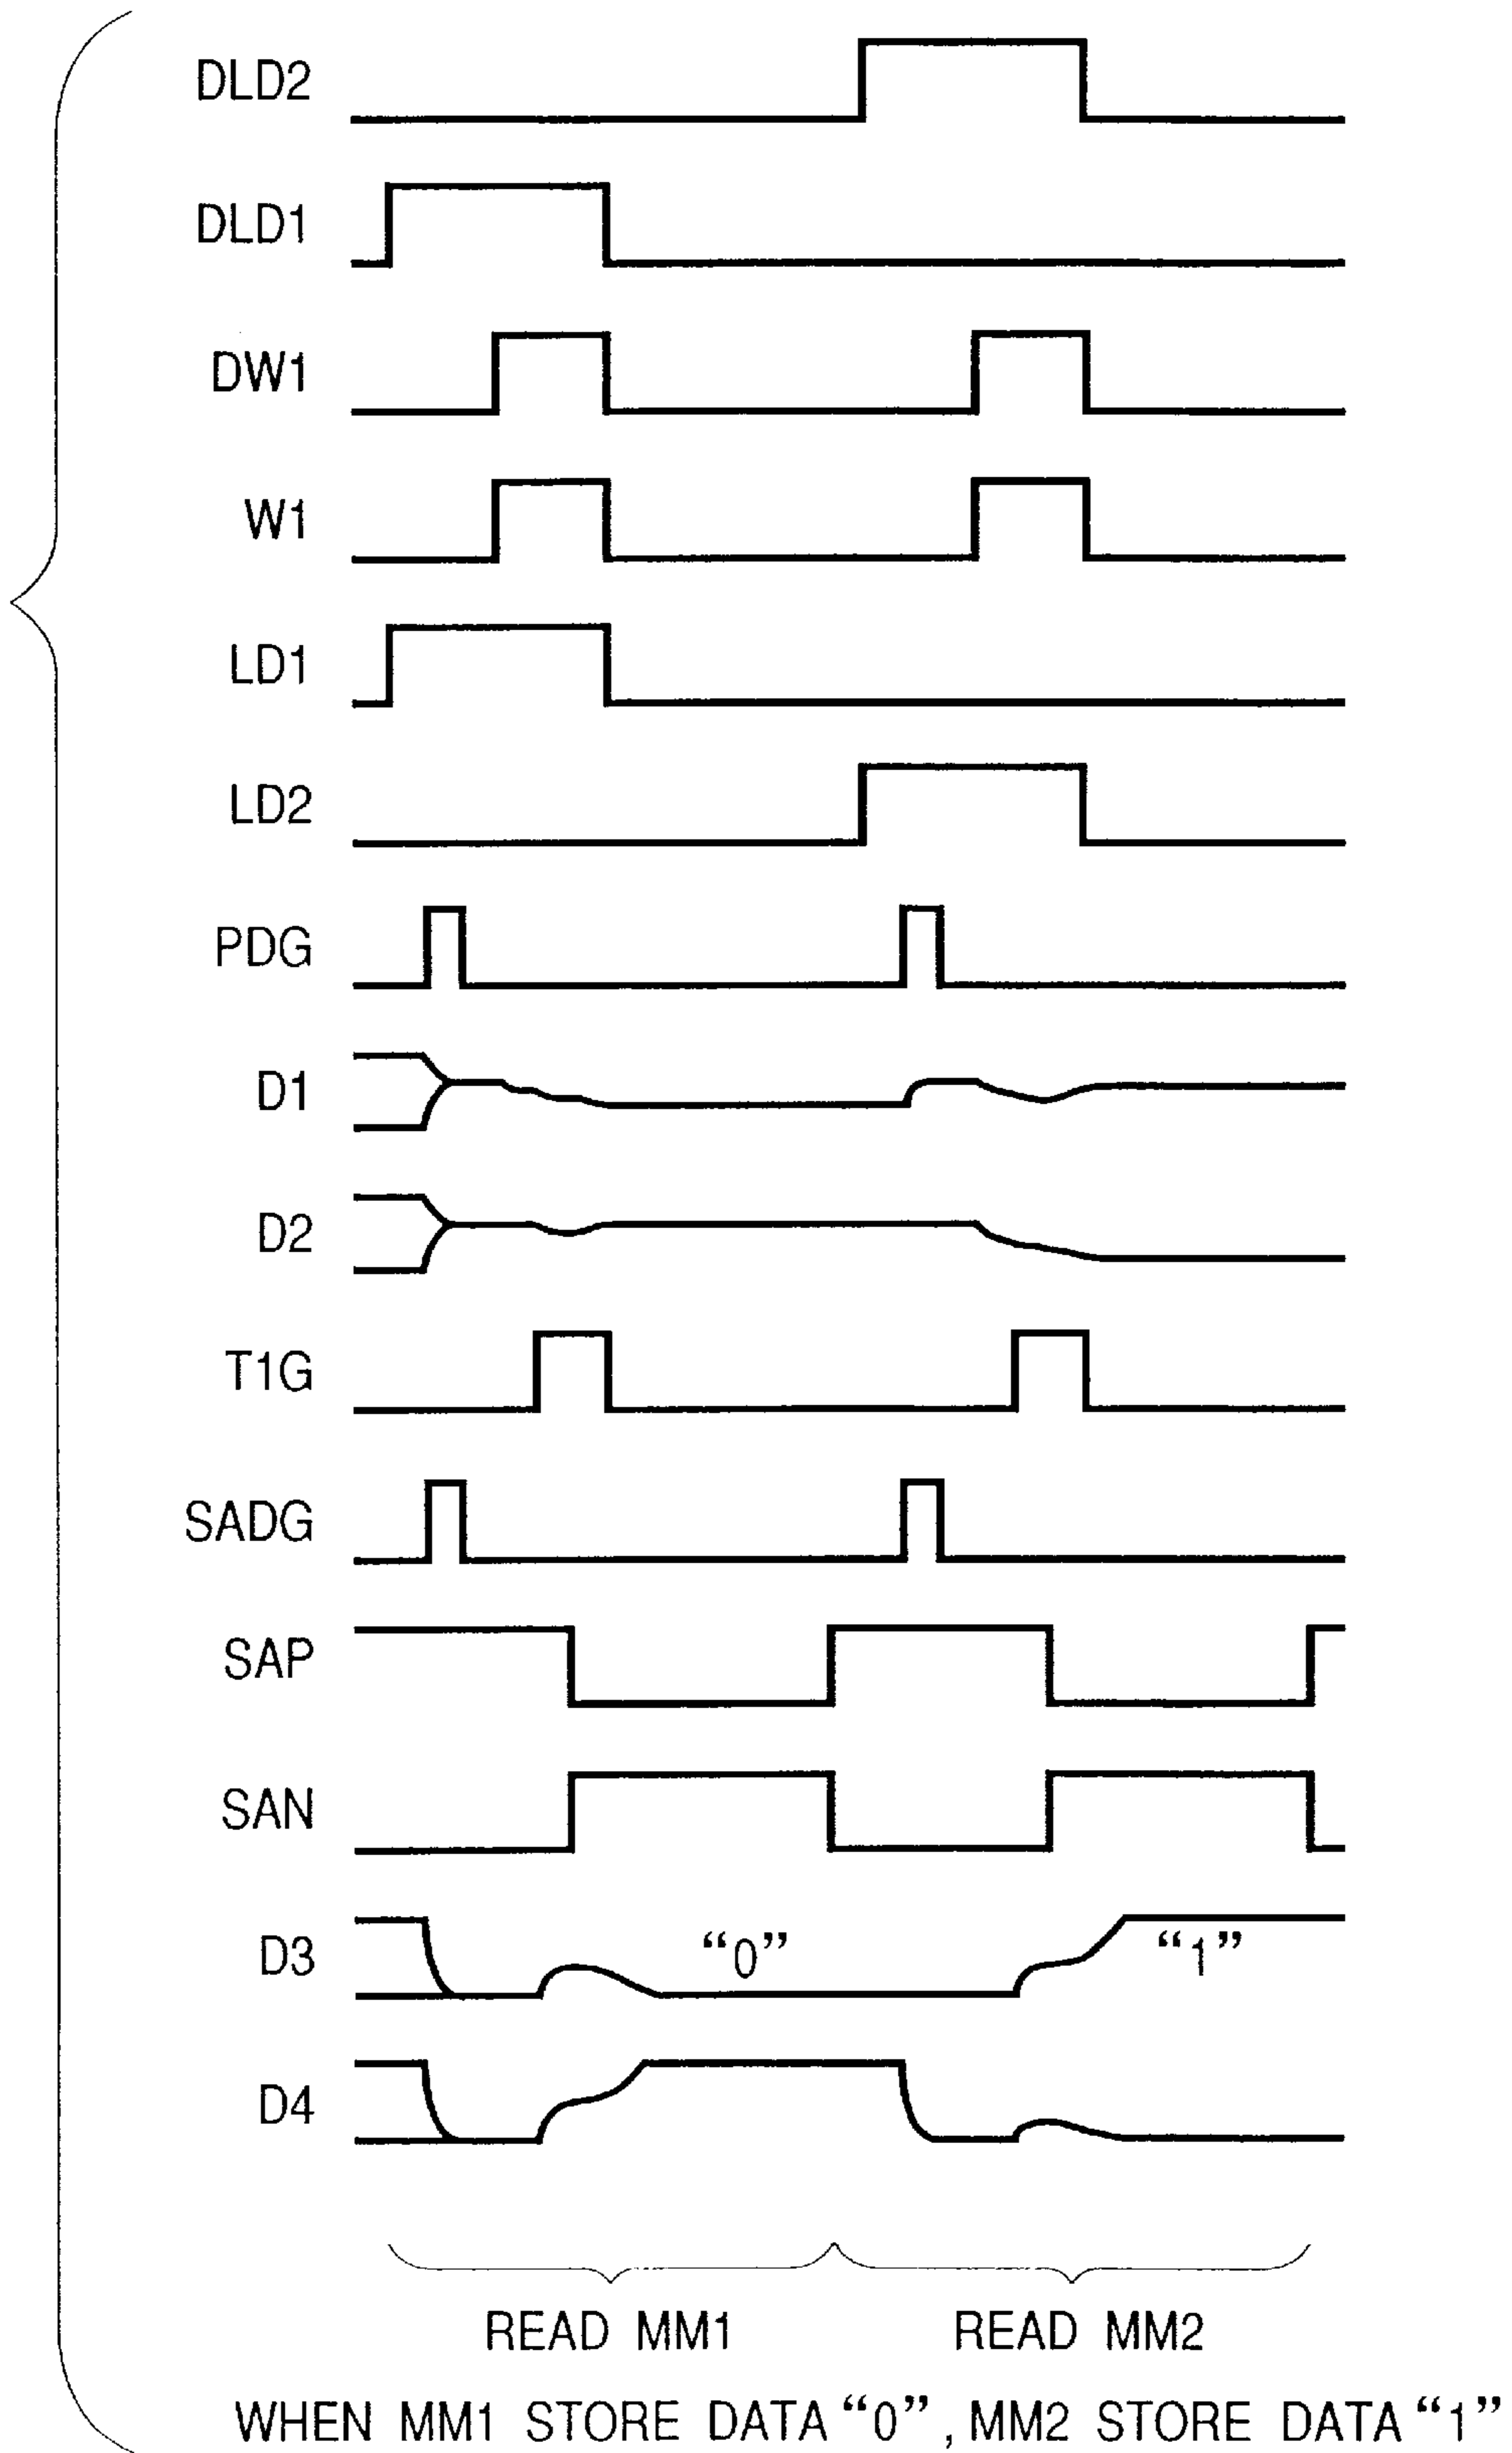 DLD2
DLD1
DW1
W1
LD1
LD2
PDG
D1
D2
T1G
SADG
SAP
SAN
D3 “0” “1”
D4
READ MM1 READ MM2
WHEN MM1 STORE DATA “0”, MM2 STORE DATA “1”